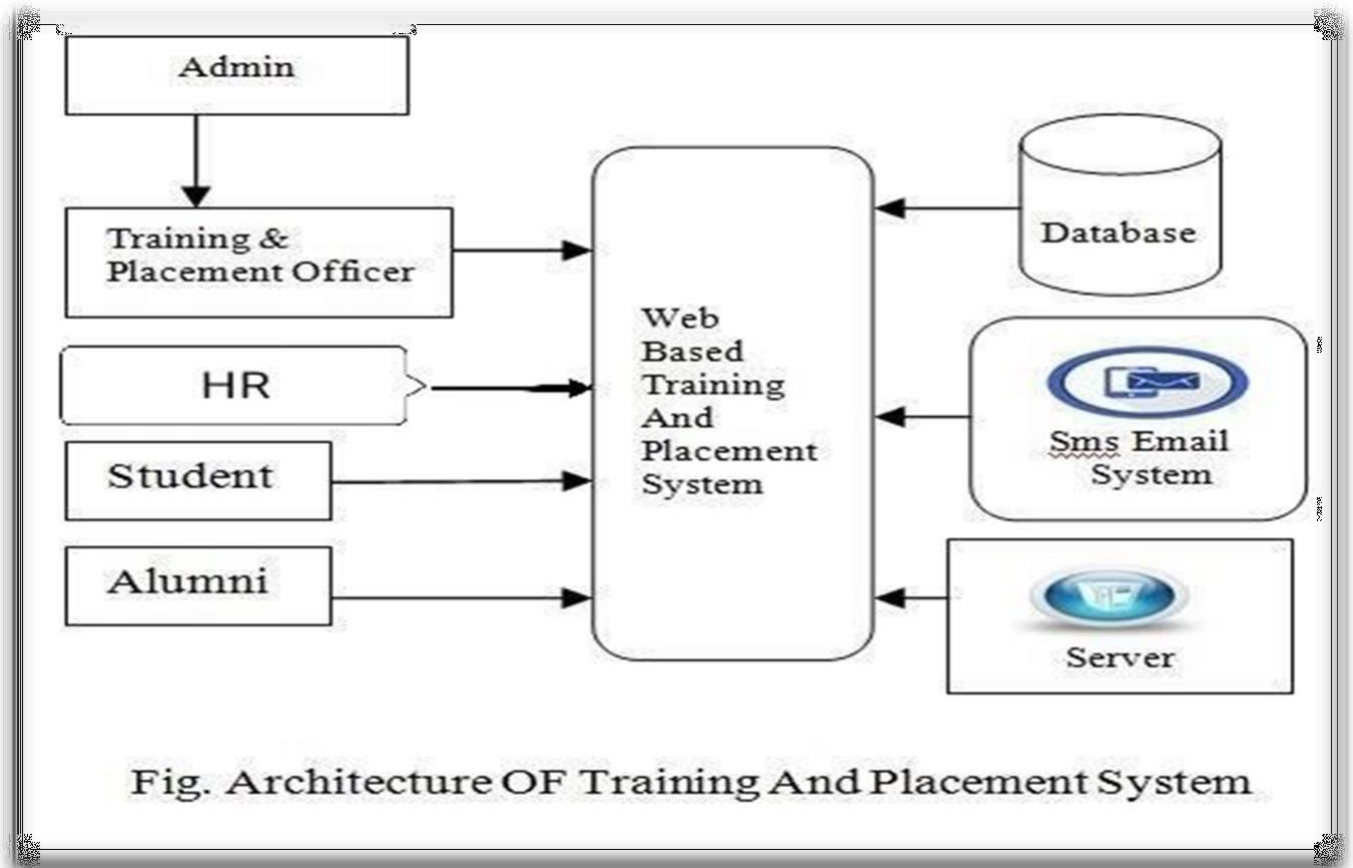 Admin
Training &
Placement Officer
HR
Student
Alumni
Web
Based
Training
And
Placement
System
Database
Sms Email
System
Server
Fig. Architecture OF Training And Placement System